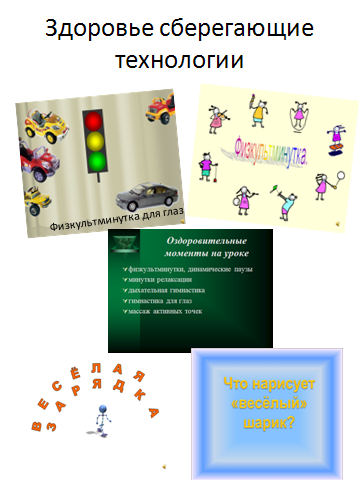 Здоровье сберегающие
технологии
Физкультминутка для глаз
Физкультминутка.
Оздоровительные
моменты на уроке
физкультминутки, динамические паузы
минутки релаксации
дыхательная гимнастика
гимнастика для глаз
массаж активных точек
ВЕСЁЛАЯ
ЗАРЯДКА
Что нарисует
«весёлый»
шарик?